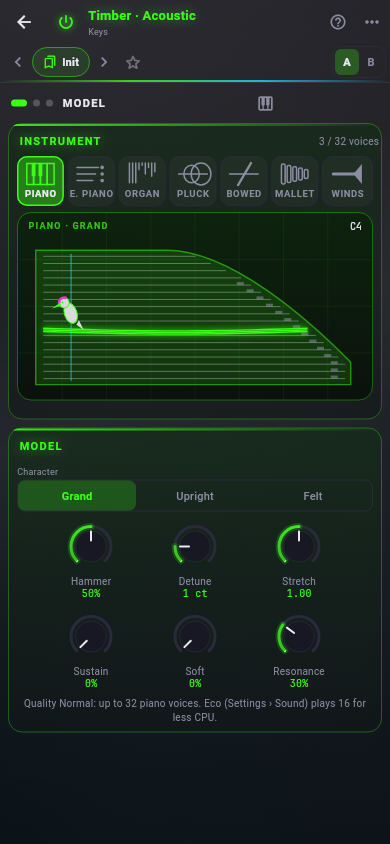 Timber · Acoustic
Keys
Init
A
B
MODEL
INSTRUMENT
3 / 32 voices
PIANO
E. PIANO
ORGAN
PLUCK
BOWED
MALLET
WINDS
PIANO · GRAND
C4
MODEL
Character
Grand
Upright
Felt
Hammer
Detune
Stretch
50%
1 ct
1.00
Sustain
Soft
Resonance
0%
0%
30%
Quality Normal: up to 32 piano voices. Eco (Settings › Sound) plays 16 for
less CPU.